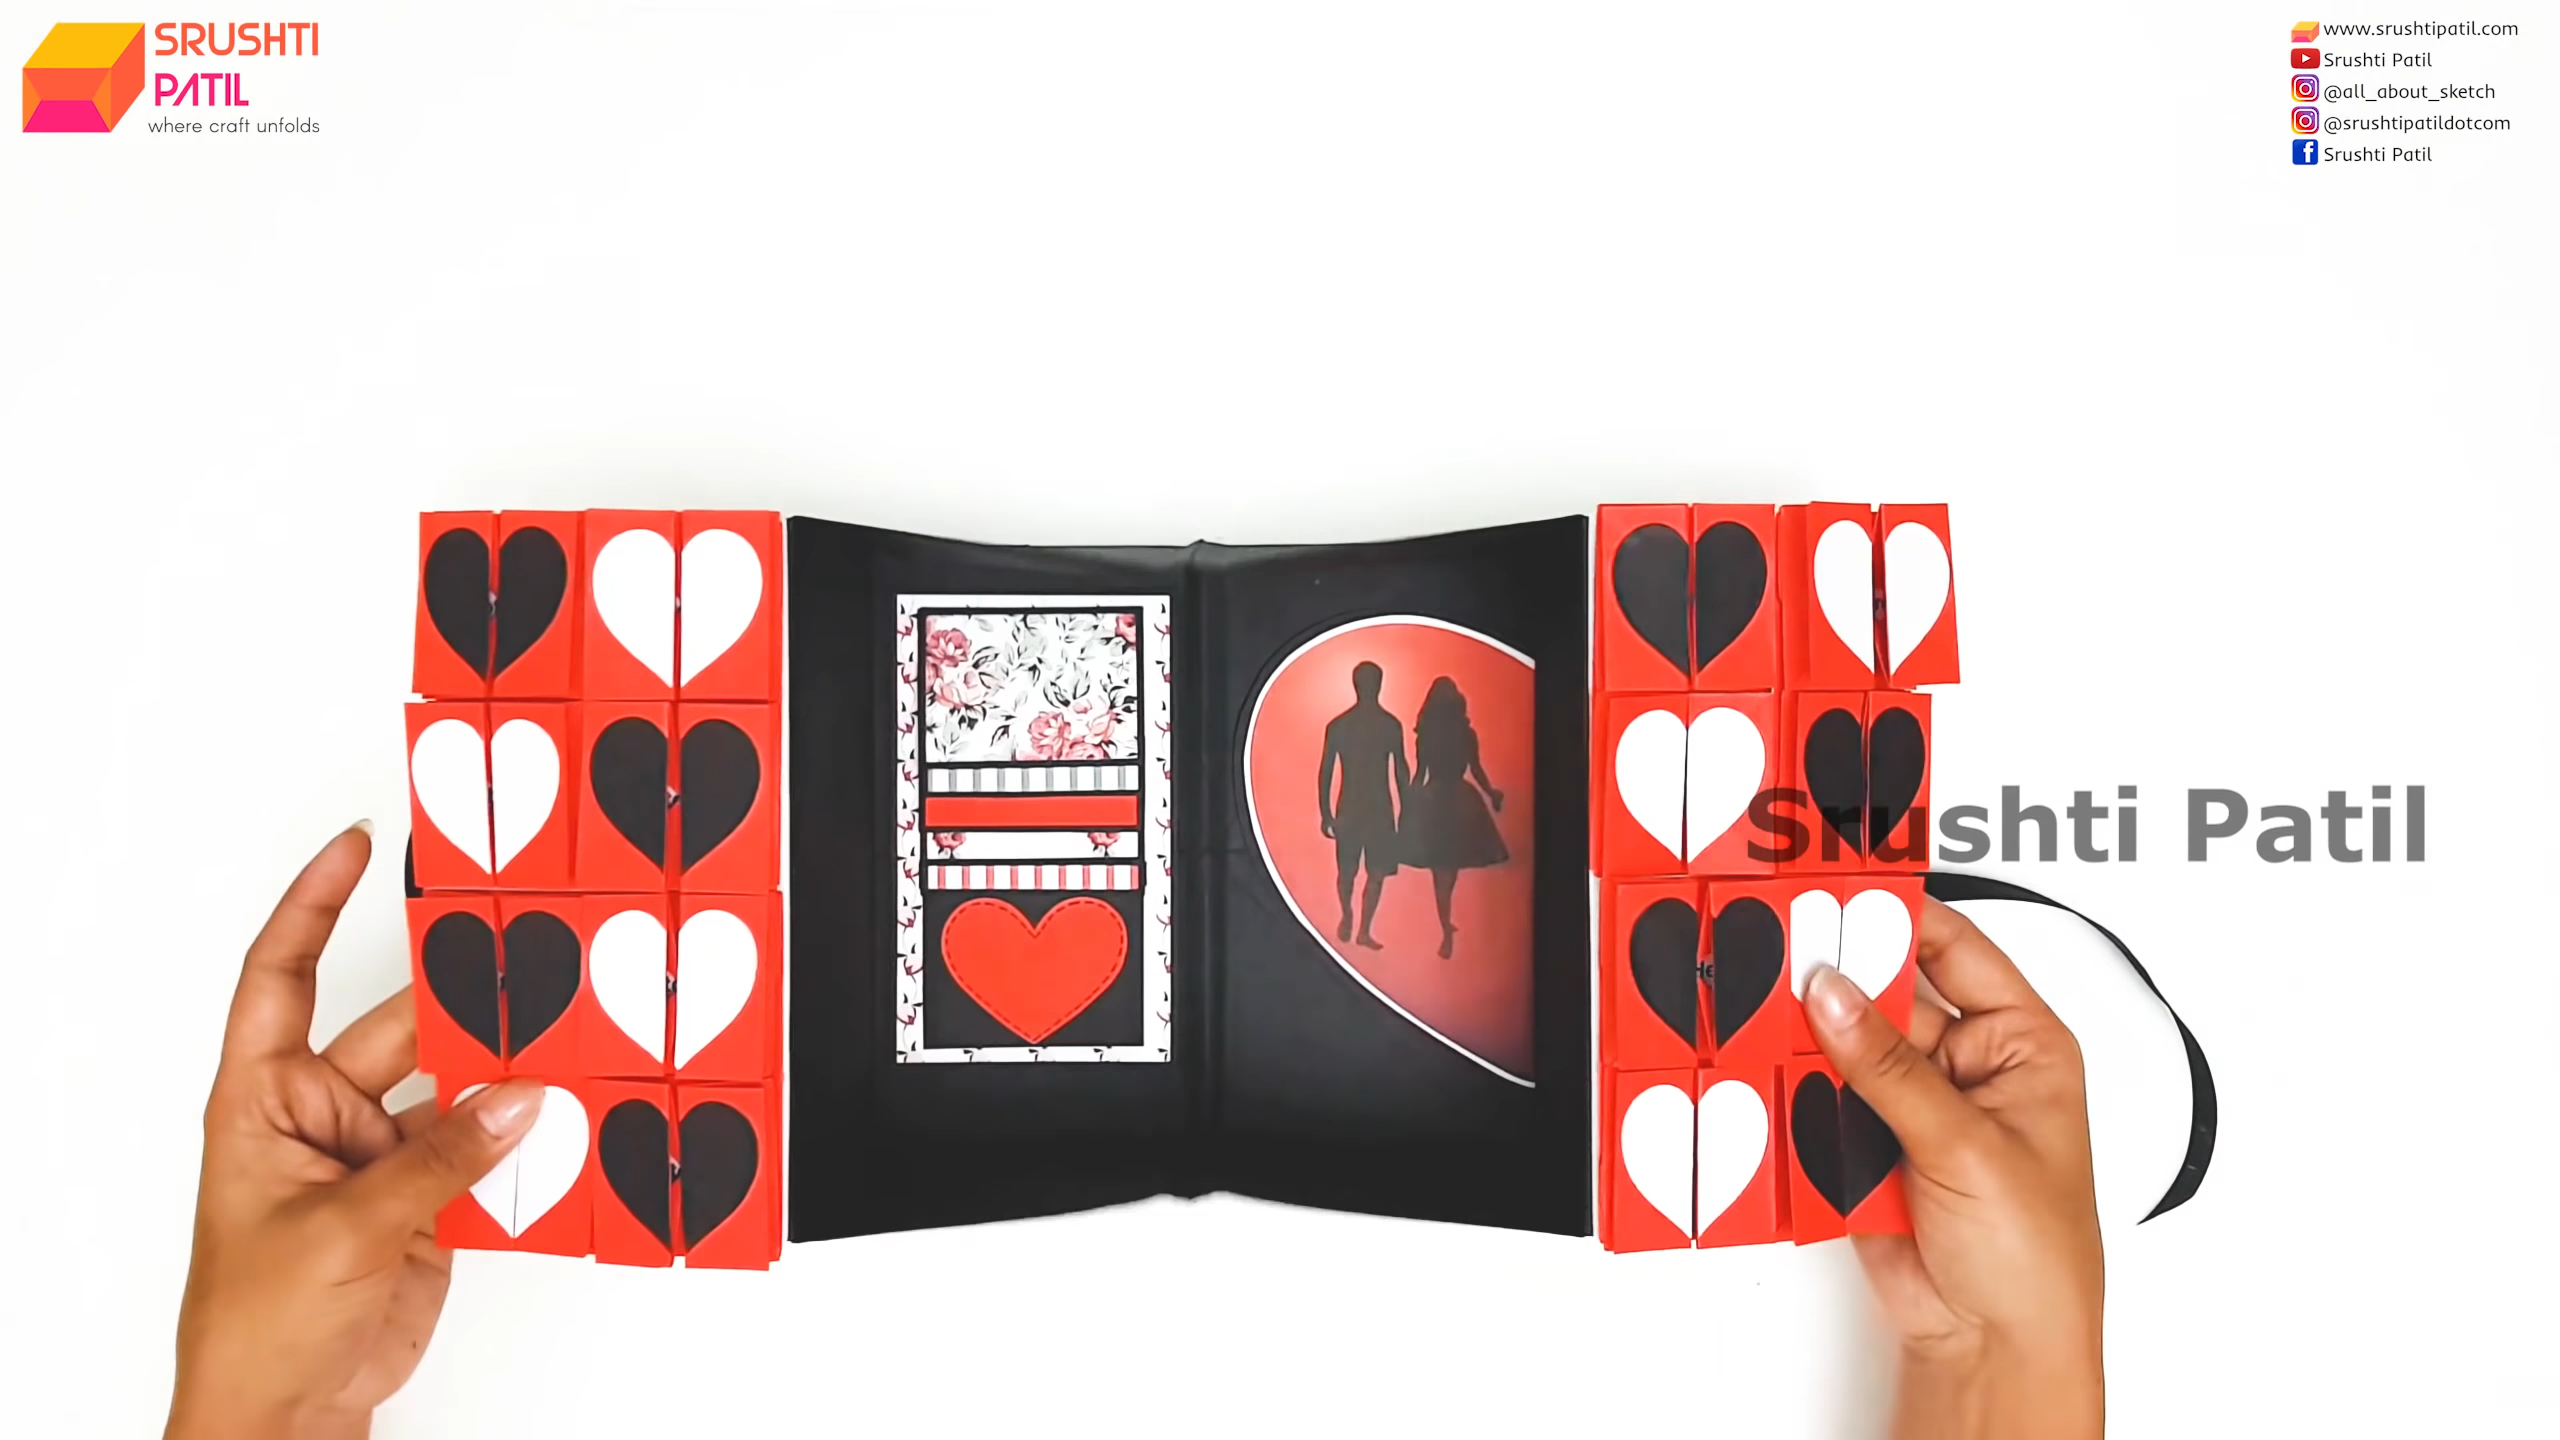 SRUSHTI
PATIL
where craft unfolds
www.srushtipatil.com
Srushti Patil
@all_about_sketch
@srushtipatildotcom
Srushti Patil
Srushti Patil